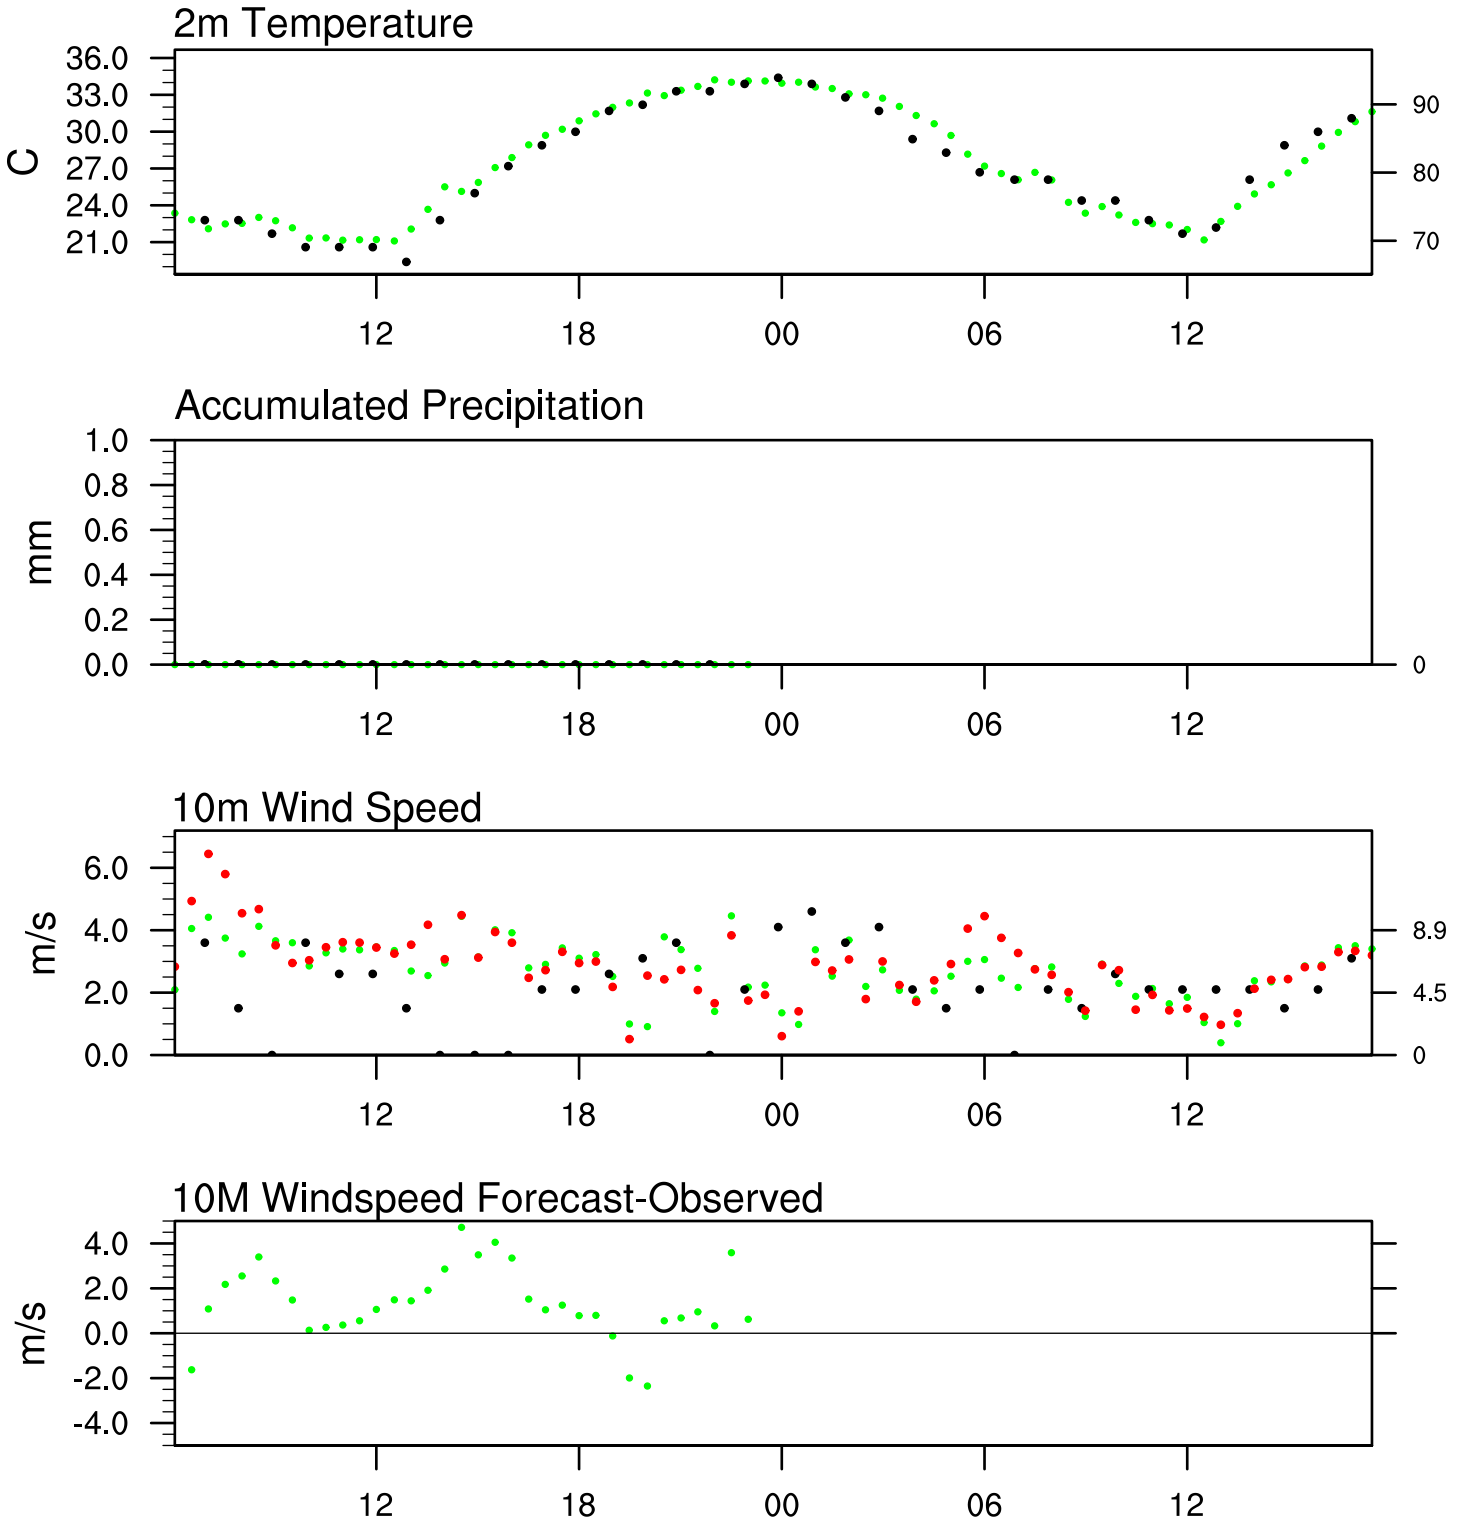 2m Temperature
36.0
33.0
30.0
27.0
24.0
21.0
C
90
80
70
12 18 00 06 12
Accumulated Precipitation
1.0
0.8
0.6
0.4
0.2
0.0
mm
0
12 18 00 06 12
10m Wind Speed
6.0
4.0
2.0
0.0
m/s
8.9
4.5
0
12 18 00 06 12
10M Windspeed Forecast-Observed
4.0
2.0
0.0
-2.0
-4.0
m/s
12 18 00 06 12